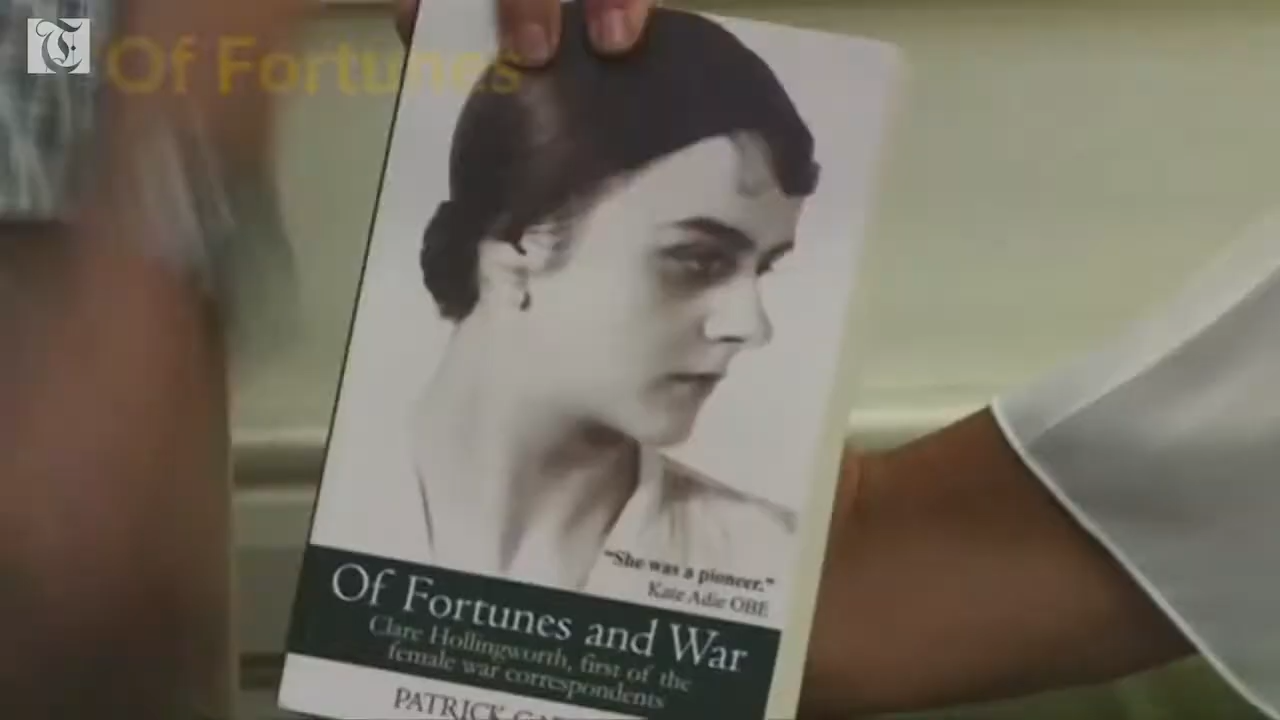 T
Of Fortunes
"She was a pioneer."
Kate Adie OBE
Of Fortunes and War
Clare Hollingworth, first of the
female war correspondents
PATRICK